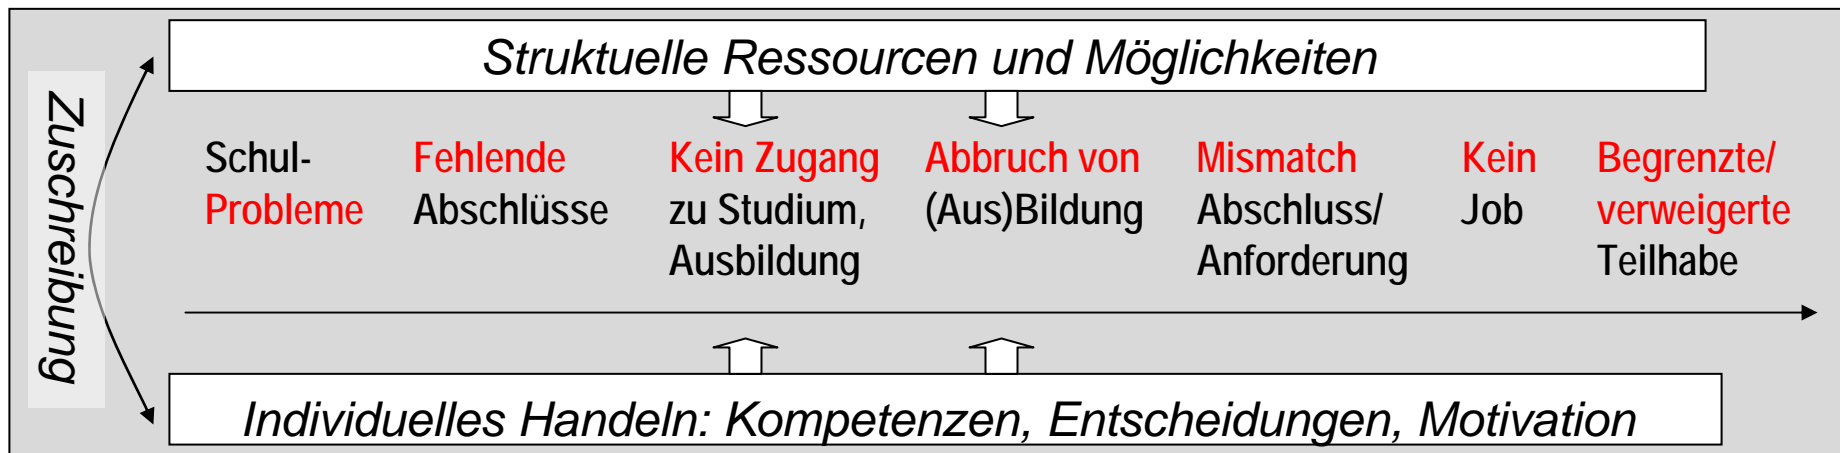 Struktuelle Ressourcen und Möglichkeiten
Zuschreibung
Schul-
Probleme
Fehlende
Abschlüsse
Kein Zugang
zu Studium,
Ausbildung
Abbruch von
(Aus)Bildung
Mismatch
Abschluss/
Anforderung
Kein
Job
Begrenzte/
verweigerte
Teilhabe
Individuelles Handeln: Kompetenzen, Entscheidungen, Motivation